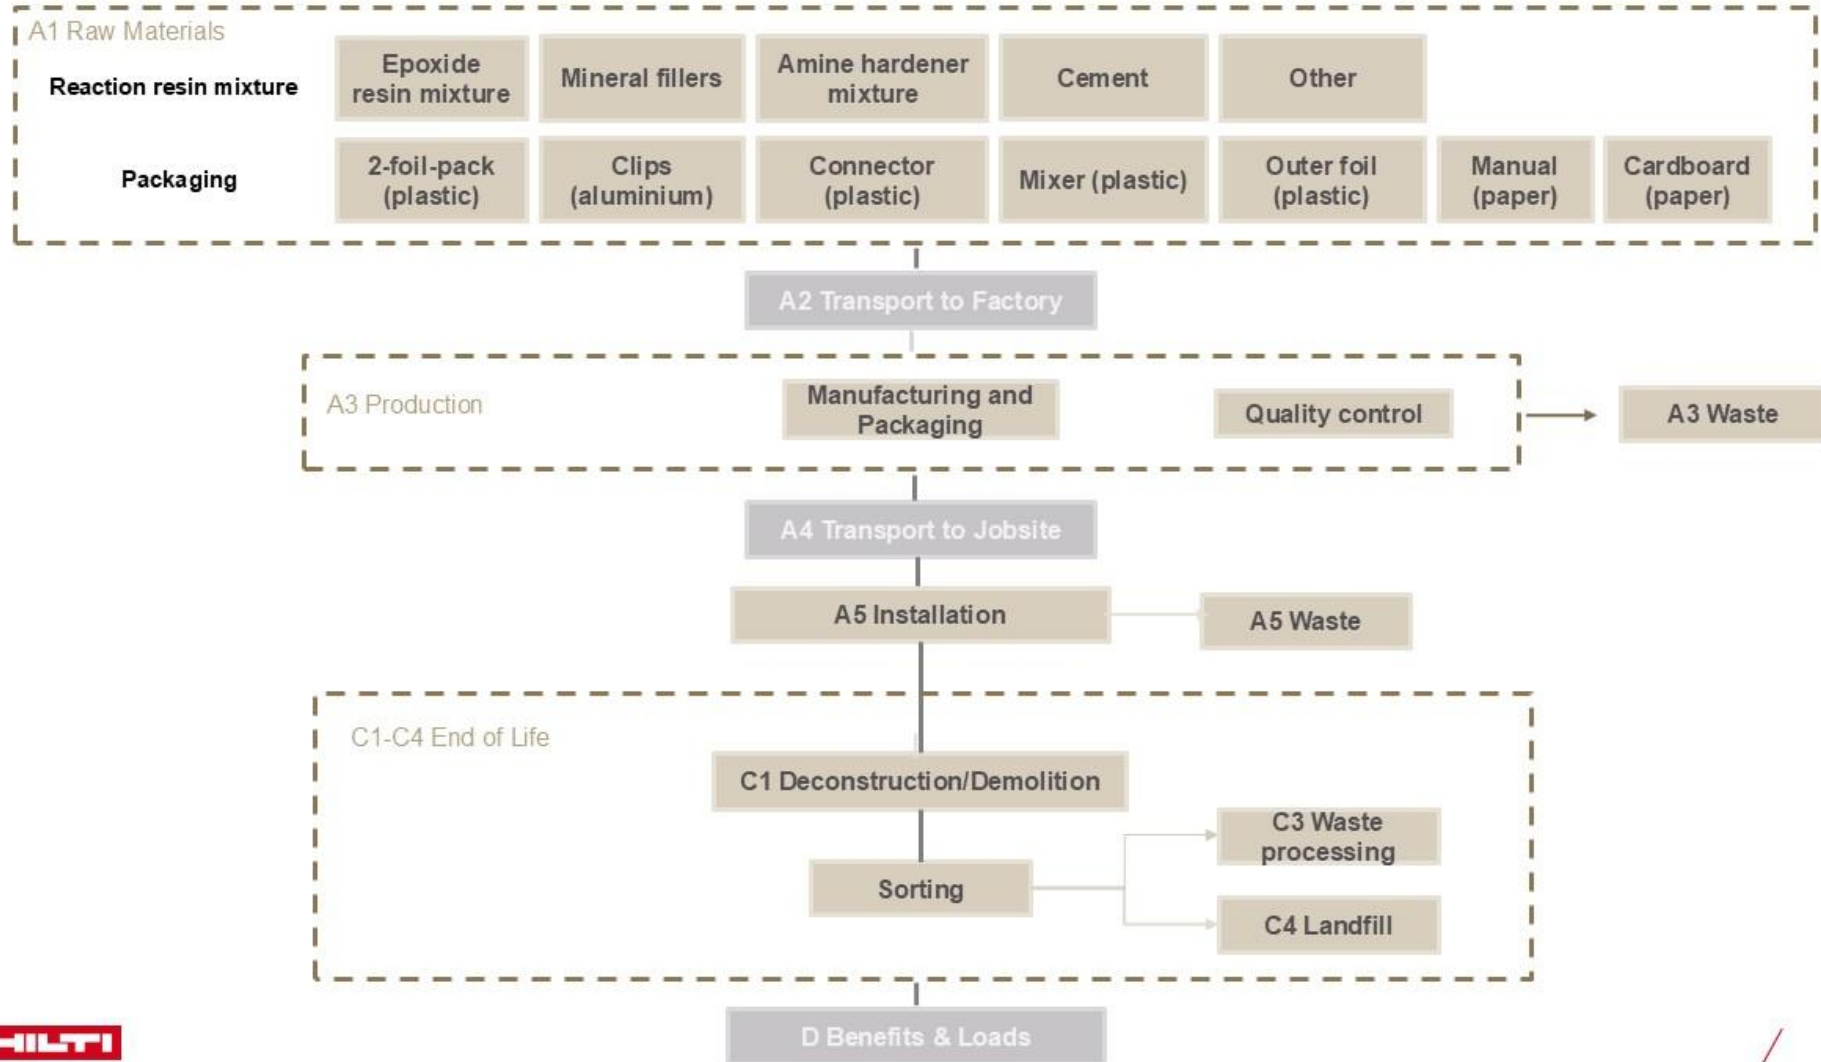 A1 Raw Materials
Reaction resin mixture
Epoxide
resin mixture
Mineral fillers
Amine hardener
mixture
Cement
Other
Packaging
2-foil-pack
(plastic)
Clips
(aluminium)
Connector
(plastic)
Mixer (plastic)
Outer foil
(plastic)
Manual
(paper)
Cardboard
(paper)
A2 Transport to Factory
A3 Production
Manufacturing and
Packaging
Quality control
A3 Waste
A4 Transport to Jobsite
A5 Installation
A5 Waste
C1-C4 End of Life
C1 Deconstruction/Demolition
Sorting
C3 Waste
processing
C4 Landfill
D Benefits & Loads
HILTI